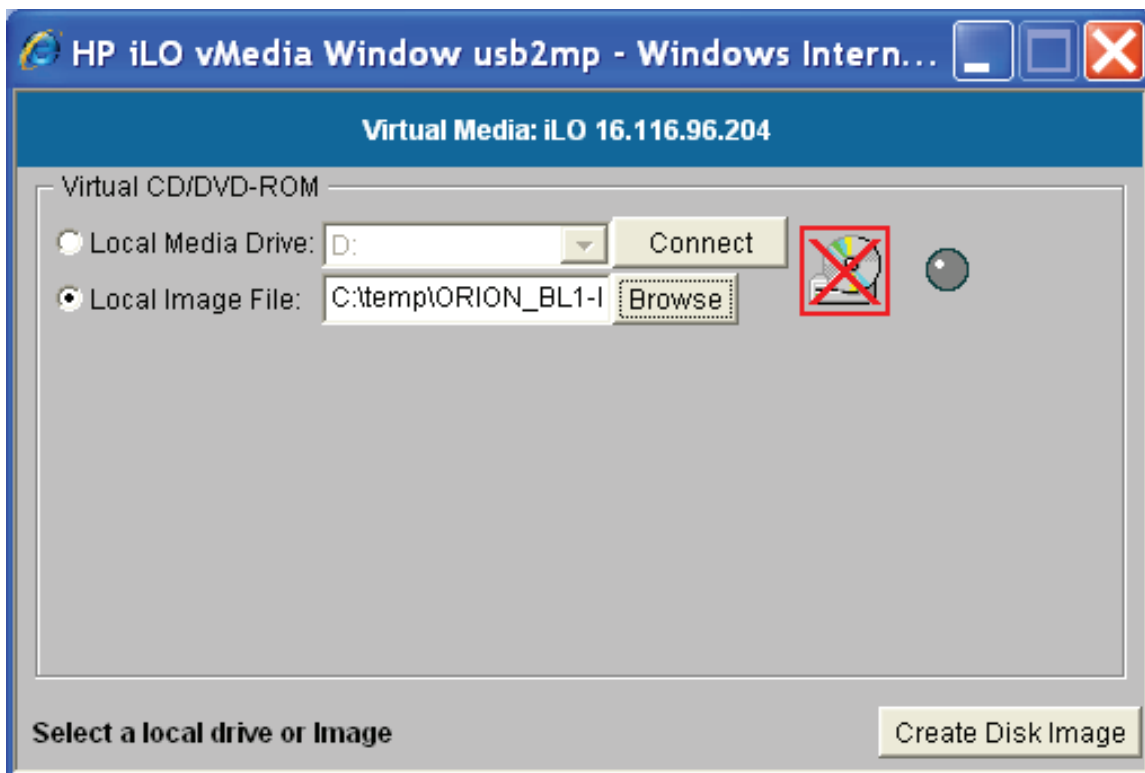 HP iLO vMedia Window usb2mp - Windows Intern...
Virtual Media: iLO 16.116.96.204
Virtual CD/DVD-ROM
Local Media Drive: D: Connect
Local Image File: C:\temp\ORION_BL1-I Browse
Select a local drive or Image Create Disk Image